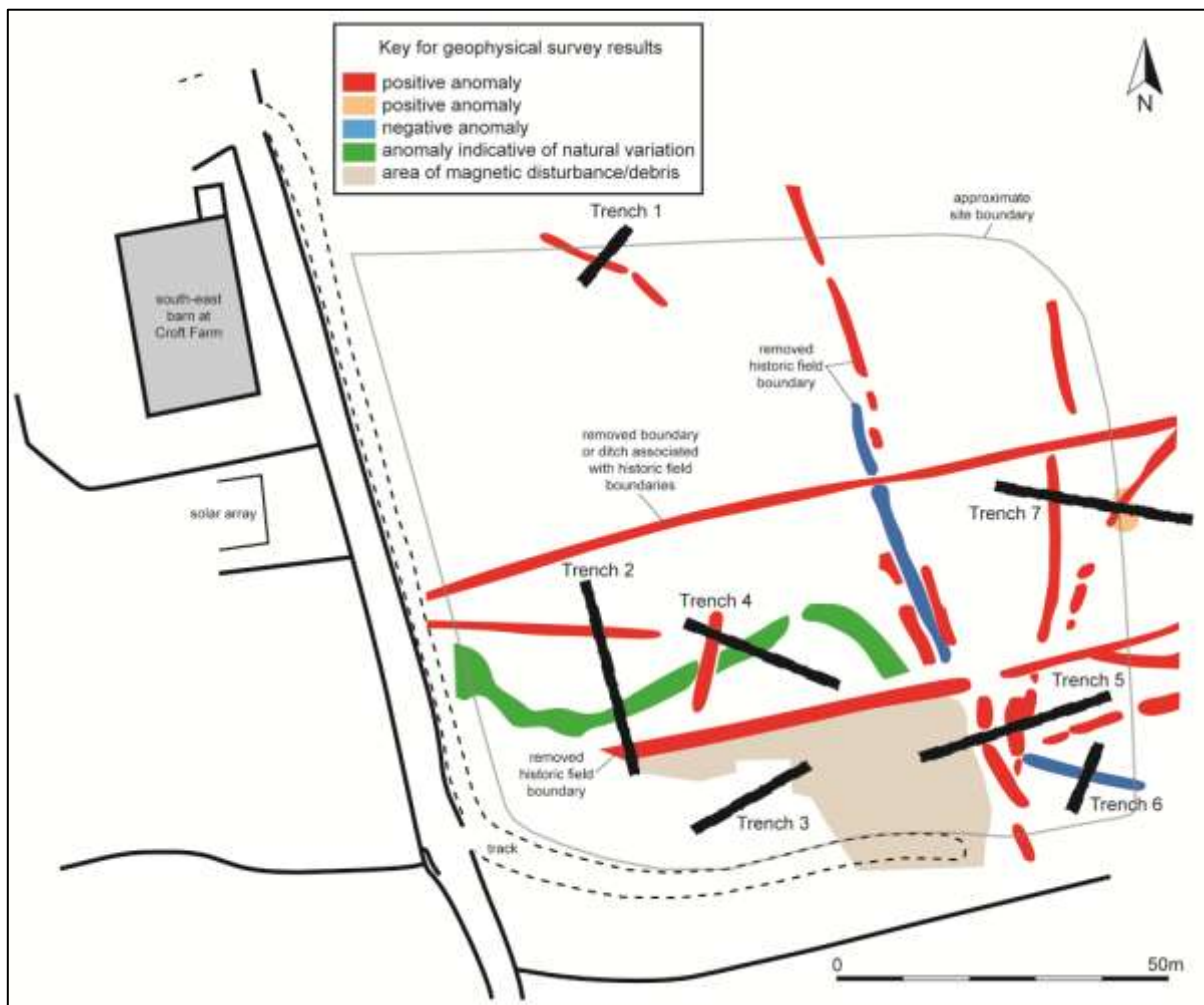 Key for geophysical survey results
positive anomaly
positive anomaly
negative anomaly
anomaly indicative of natural variation
area of magnetic disturbance/debris
N
Trench 1
approximate
site boundary
south-east
barn at
Croft Farm
removed
historic field
boundary
removed boundary
or ditch associated
with historic field
boundaries
solar array
Trench 7
Trench 2
Trench 4
Trench 5
removed
historic field
boundary
Trench 6
Trench 3
track
0
50m